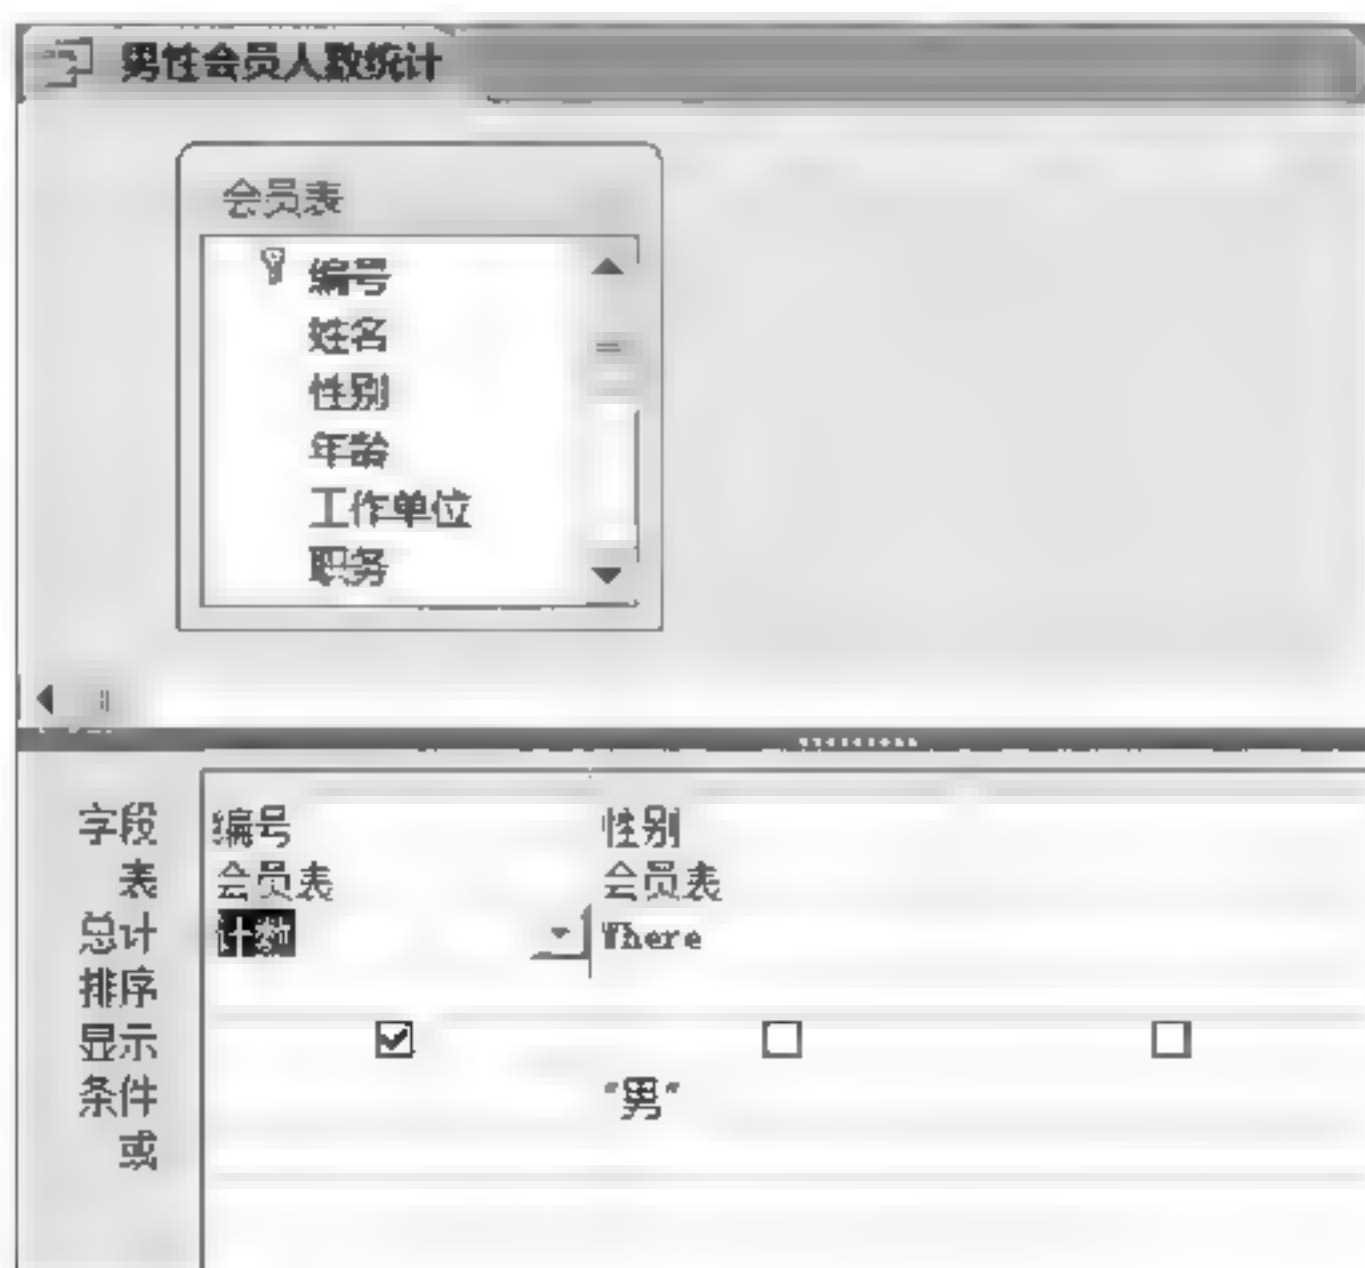 男性会员人数统计
会员表
编号
姓名
性别
年龄
工作单位
职务
字段 编号 性别
表 会员表 会员表
总计 计数 Where
排序
显示
条件 "男"
或